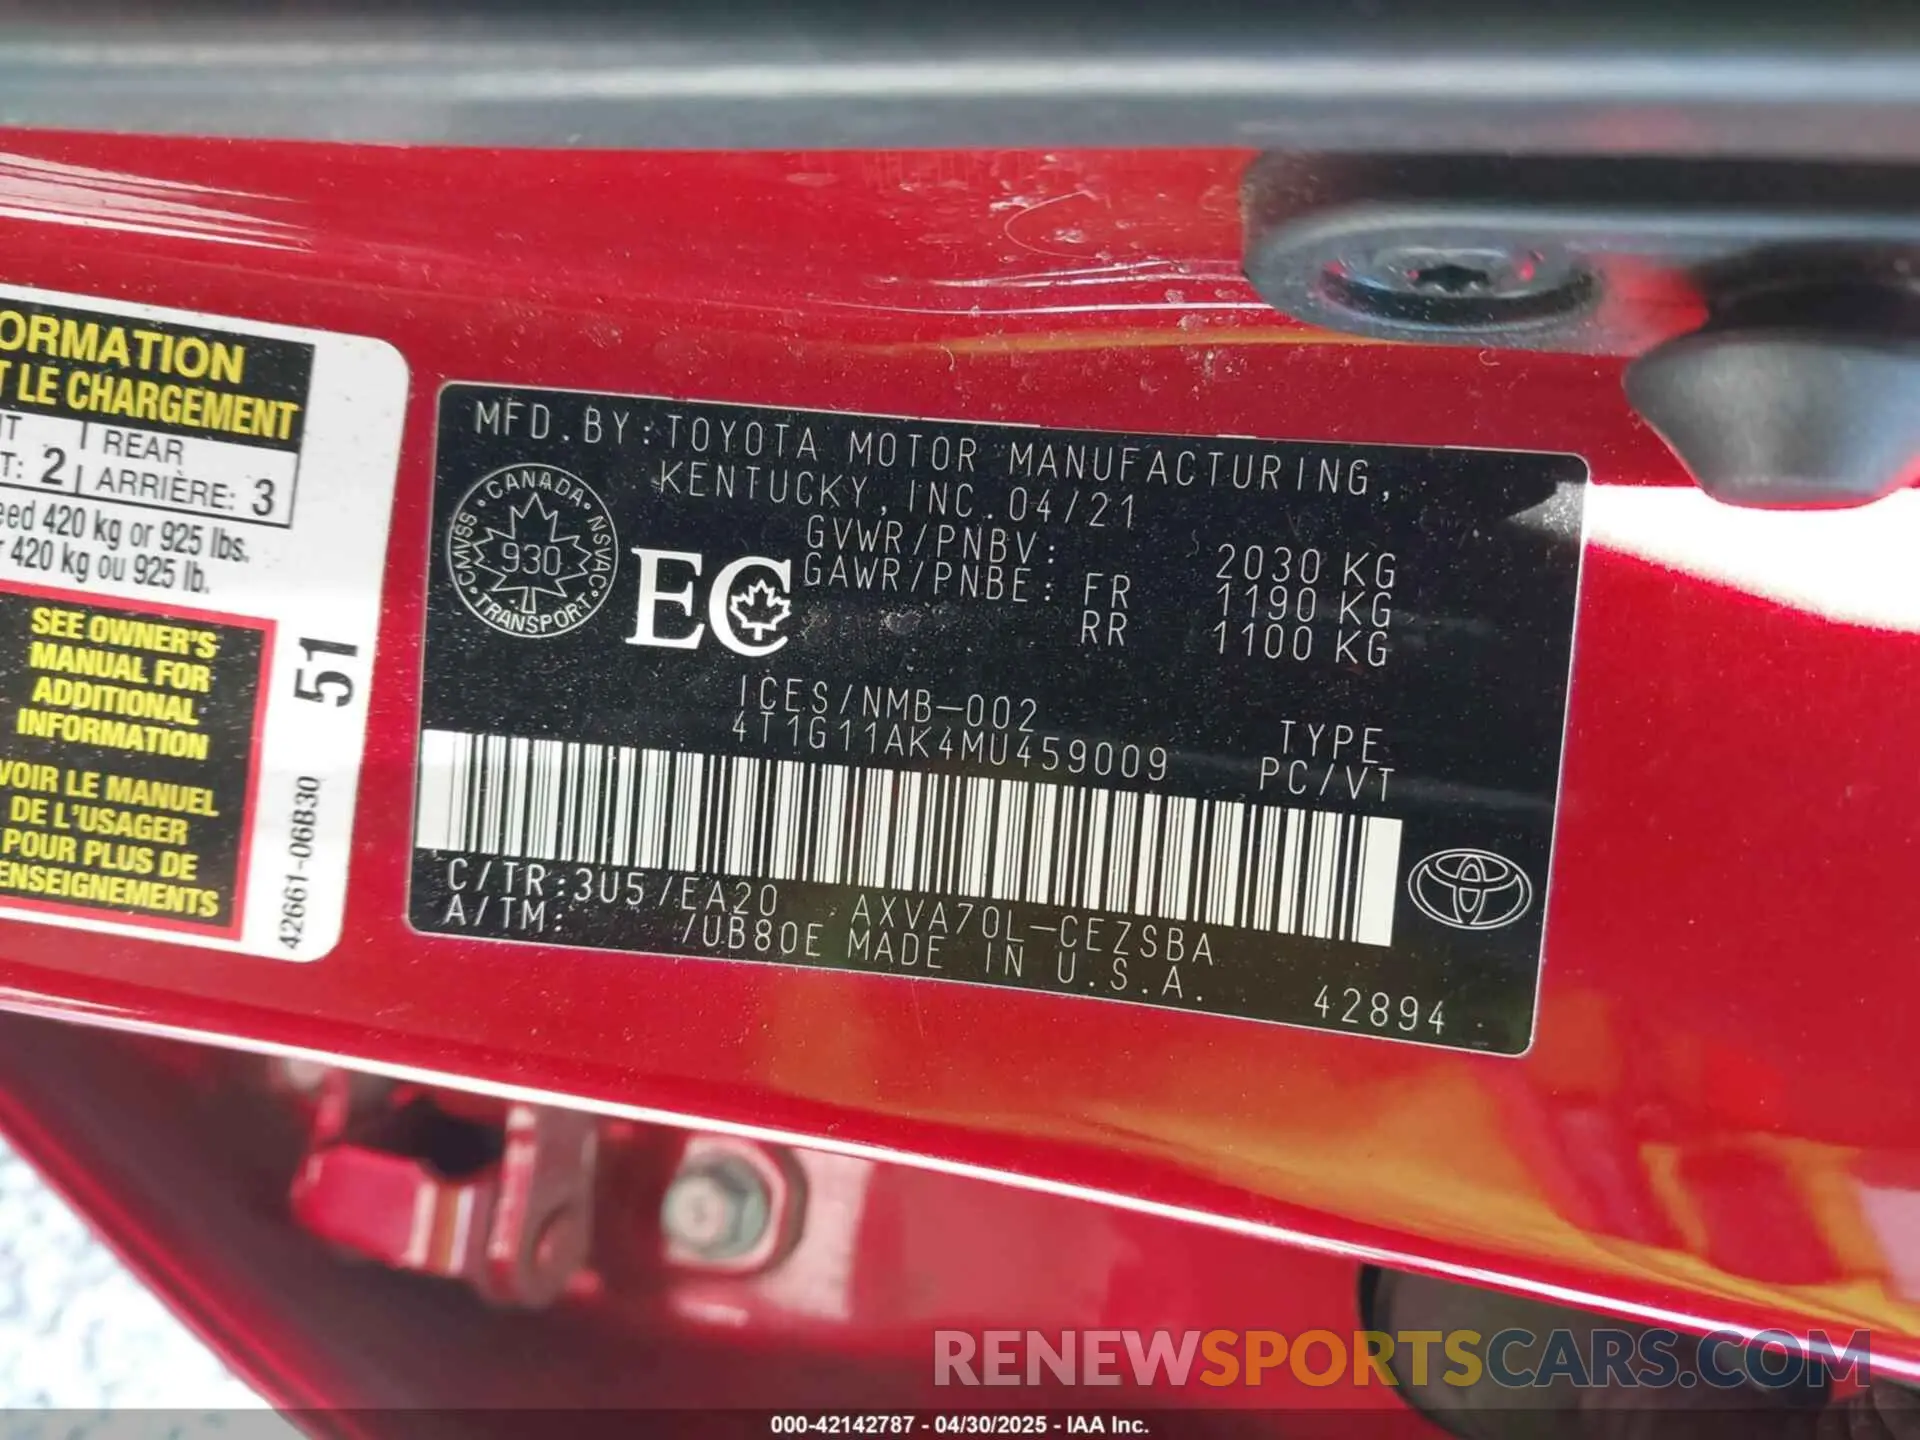 ORMATION
T LE CHARGEMENT
REAR
T: 2 ARRIÈRE: 3
eed 420 kg or 925 lbs.
r 420 kg ou 925 lb.
SEE OWNER'S
MANUAL FOR
ADDITIONAL
INFORMATION
VOIR LE MANUEL
DE L'USAGER
POUR PLUS DE
ENSEIGNEMENTS
51
42661-06B30
MFD.BY:TOYOTA MOTOR MANUFACTURING,
KENTUCKY,INC.04/21
CANADA
CMVSS 930 NSVAC
TRANSPORT
EC
GVWR/PNBV: 2030 KG
GAWR/PNBE: FR 1190 KG
RR 1100 KG
ICES/NMB-002
4T1G11AK4MU459009
TYPE
PC/VT
C/TR:3U5/EA20 AXVA70L-CEZSBA
A/TM: /UB80E MADE IN U.S.A.
42894
RENEWSPORTSCARS.COM
000-42142787 - 04/30/2025 - IAA Inc.